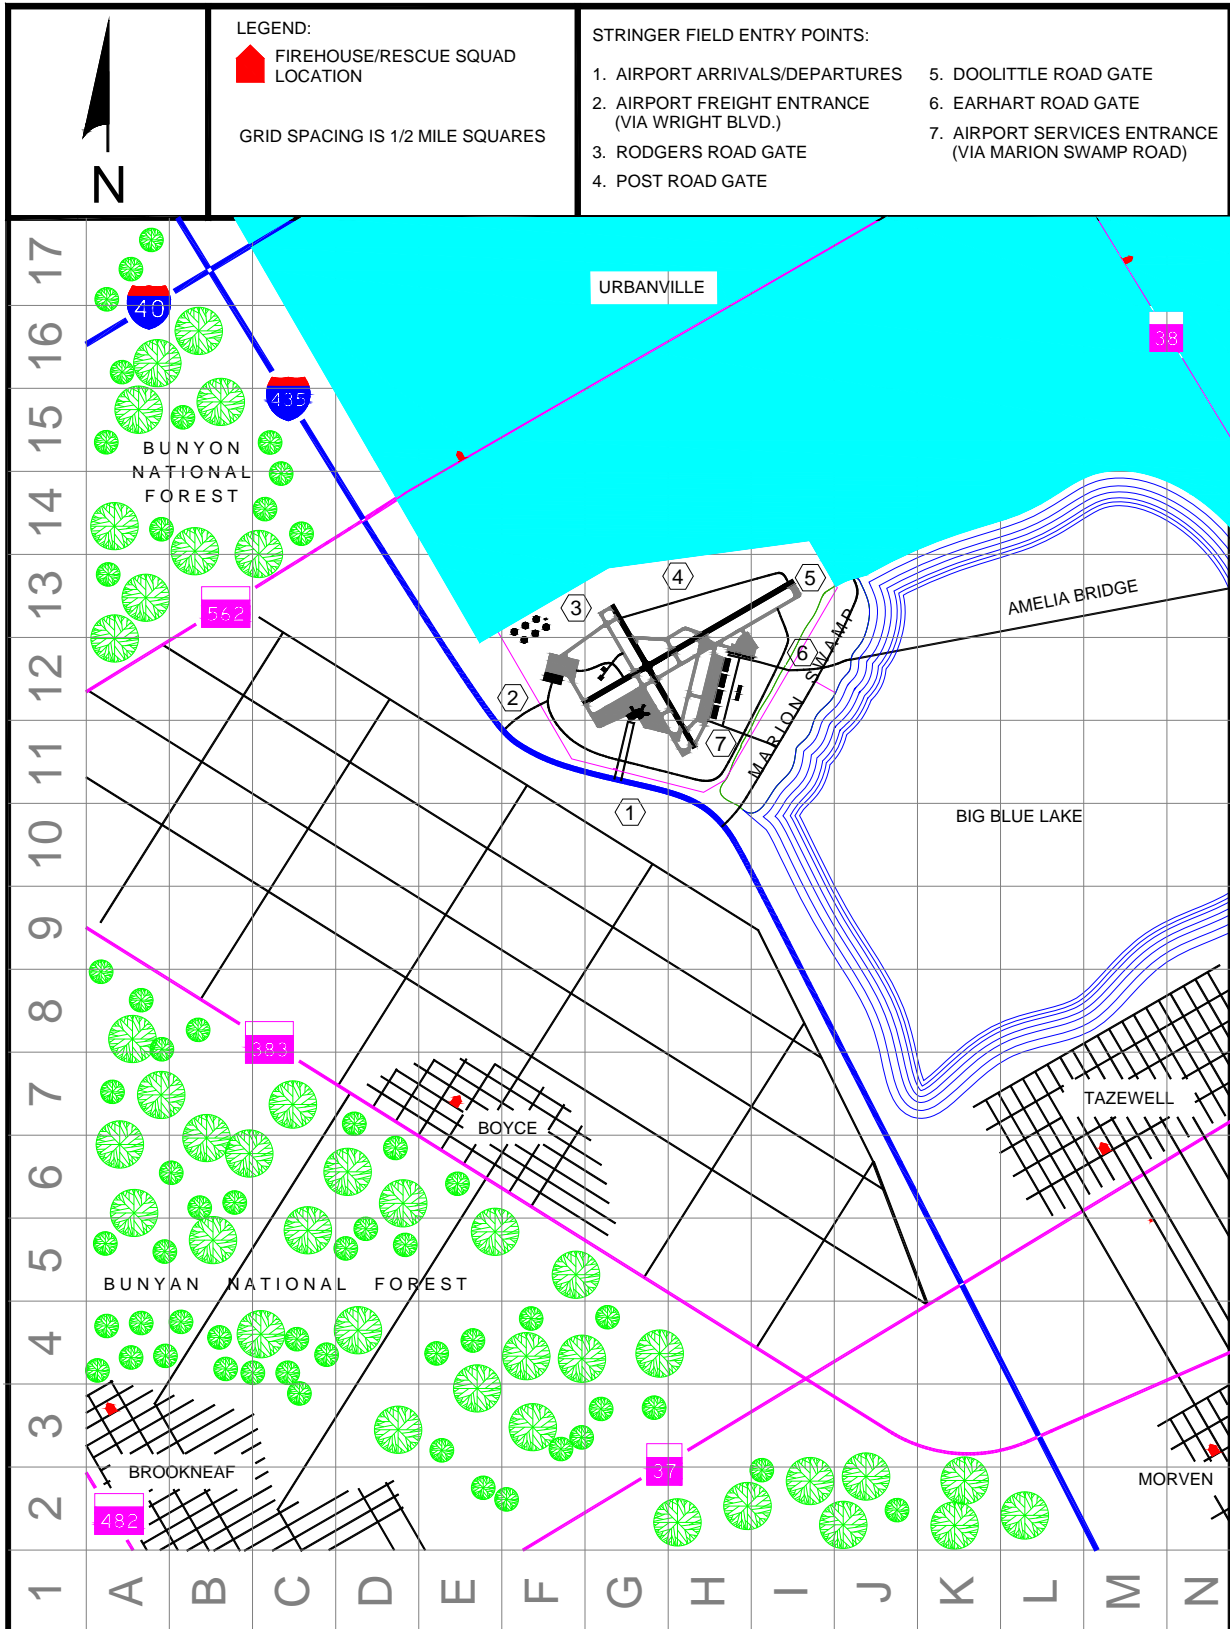 LEGEND:
FIREHOUSE/RESCUE SQUAD
LOCATION
GRID SPACING IS 1/2 MILE SQUARES
N
STRINGER FIELD ENTRY POINTS:
1. AIRPORT ARRIVALS/DEPARTURES
2. AIRPORT FREIGHT ENTRANCE
(VIA WRIGHT BLVD.)
3. RODGERS ROAD GATE
4. POST ROAD GATE
5. DOOLITTLE ROAD GATE
6. EARHART ROAD GATE
7. AIRPORT SERVICES ENTRANCE
(VIA MARION SWAMP ROAD)
17
URBANVILLE
40
16
38
435
15
BUNYON
NATIONAL
FOREST
14
13
562
3
4
5
AMELIA BRIDGE
12
2
6
MARION SWAMP
11
7
10
1
BIG BLUE LAKE
9
8
383
7
TAZEWELL
BOYCE
6
5
BUNYAN NATIONAL FOREST
4
3
BROOKNEAF
37
MORVEN
2
482
1
A B C D E F G H I J K L M N